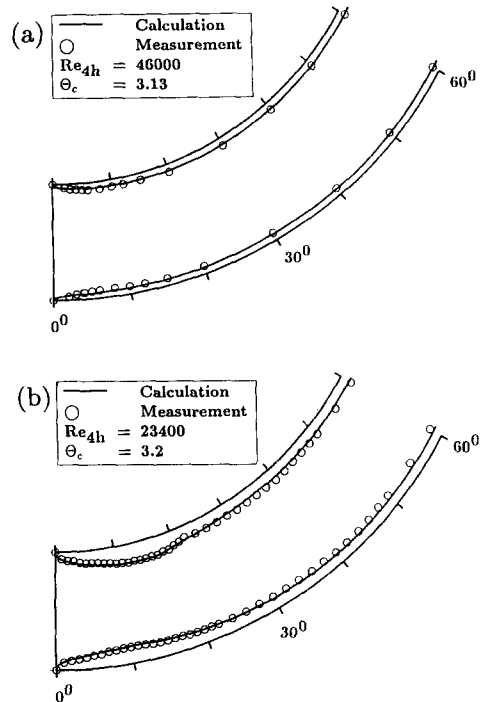 (a)
Calculation
Measurement
Re4h = 46000
Θc = 3.13
60⁰
30⁰
0⁰
(b)
Calculation
Measurement
Re4h = 23400
Θc = 3.2
60⁰
30⁰
0⁰